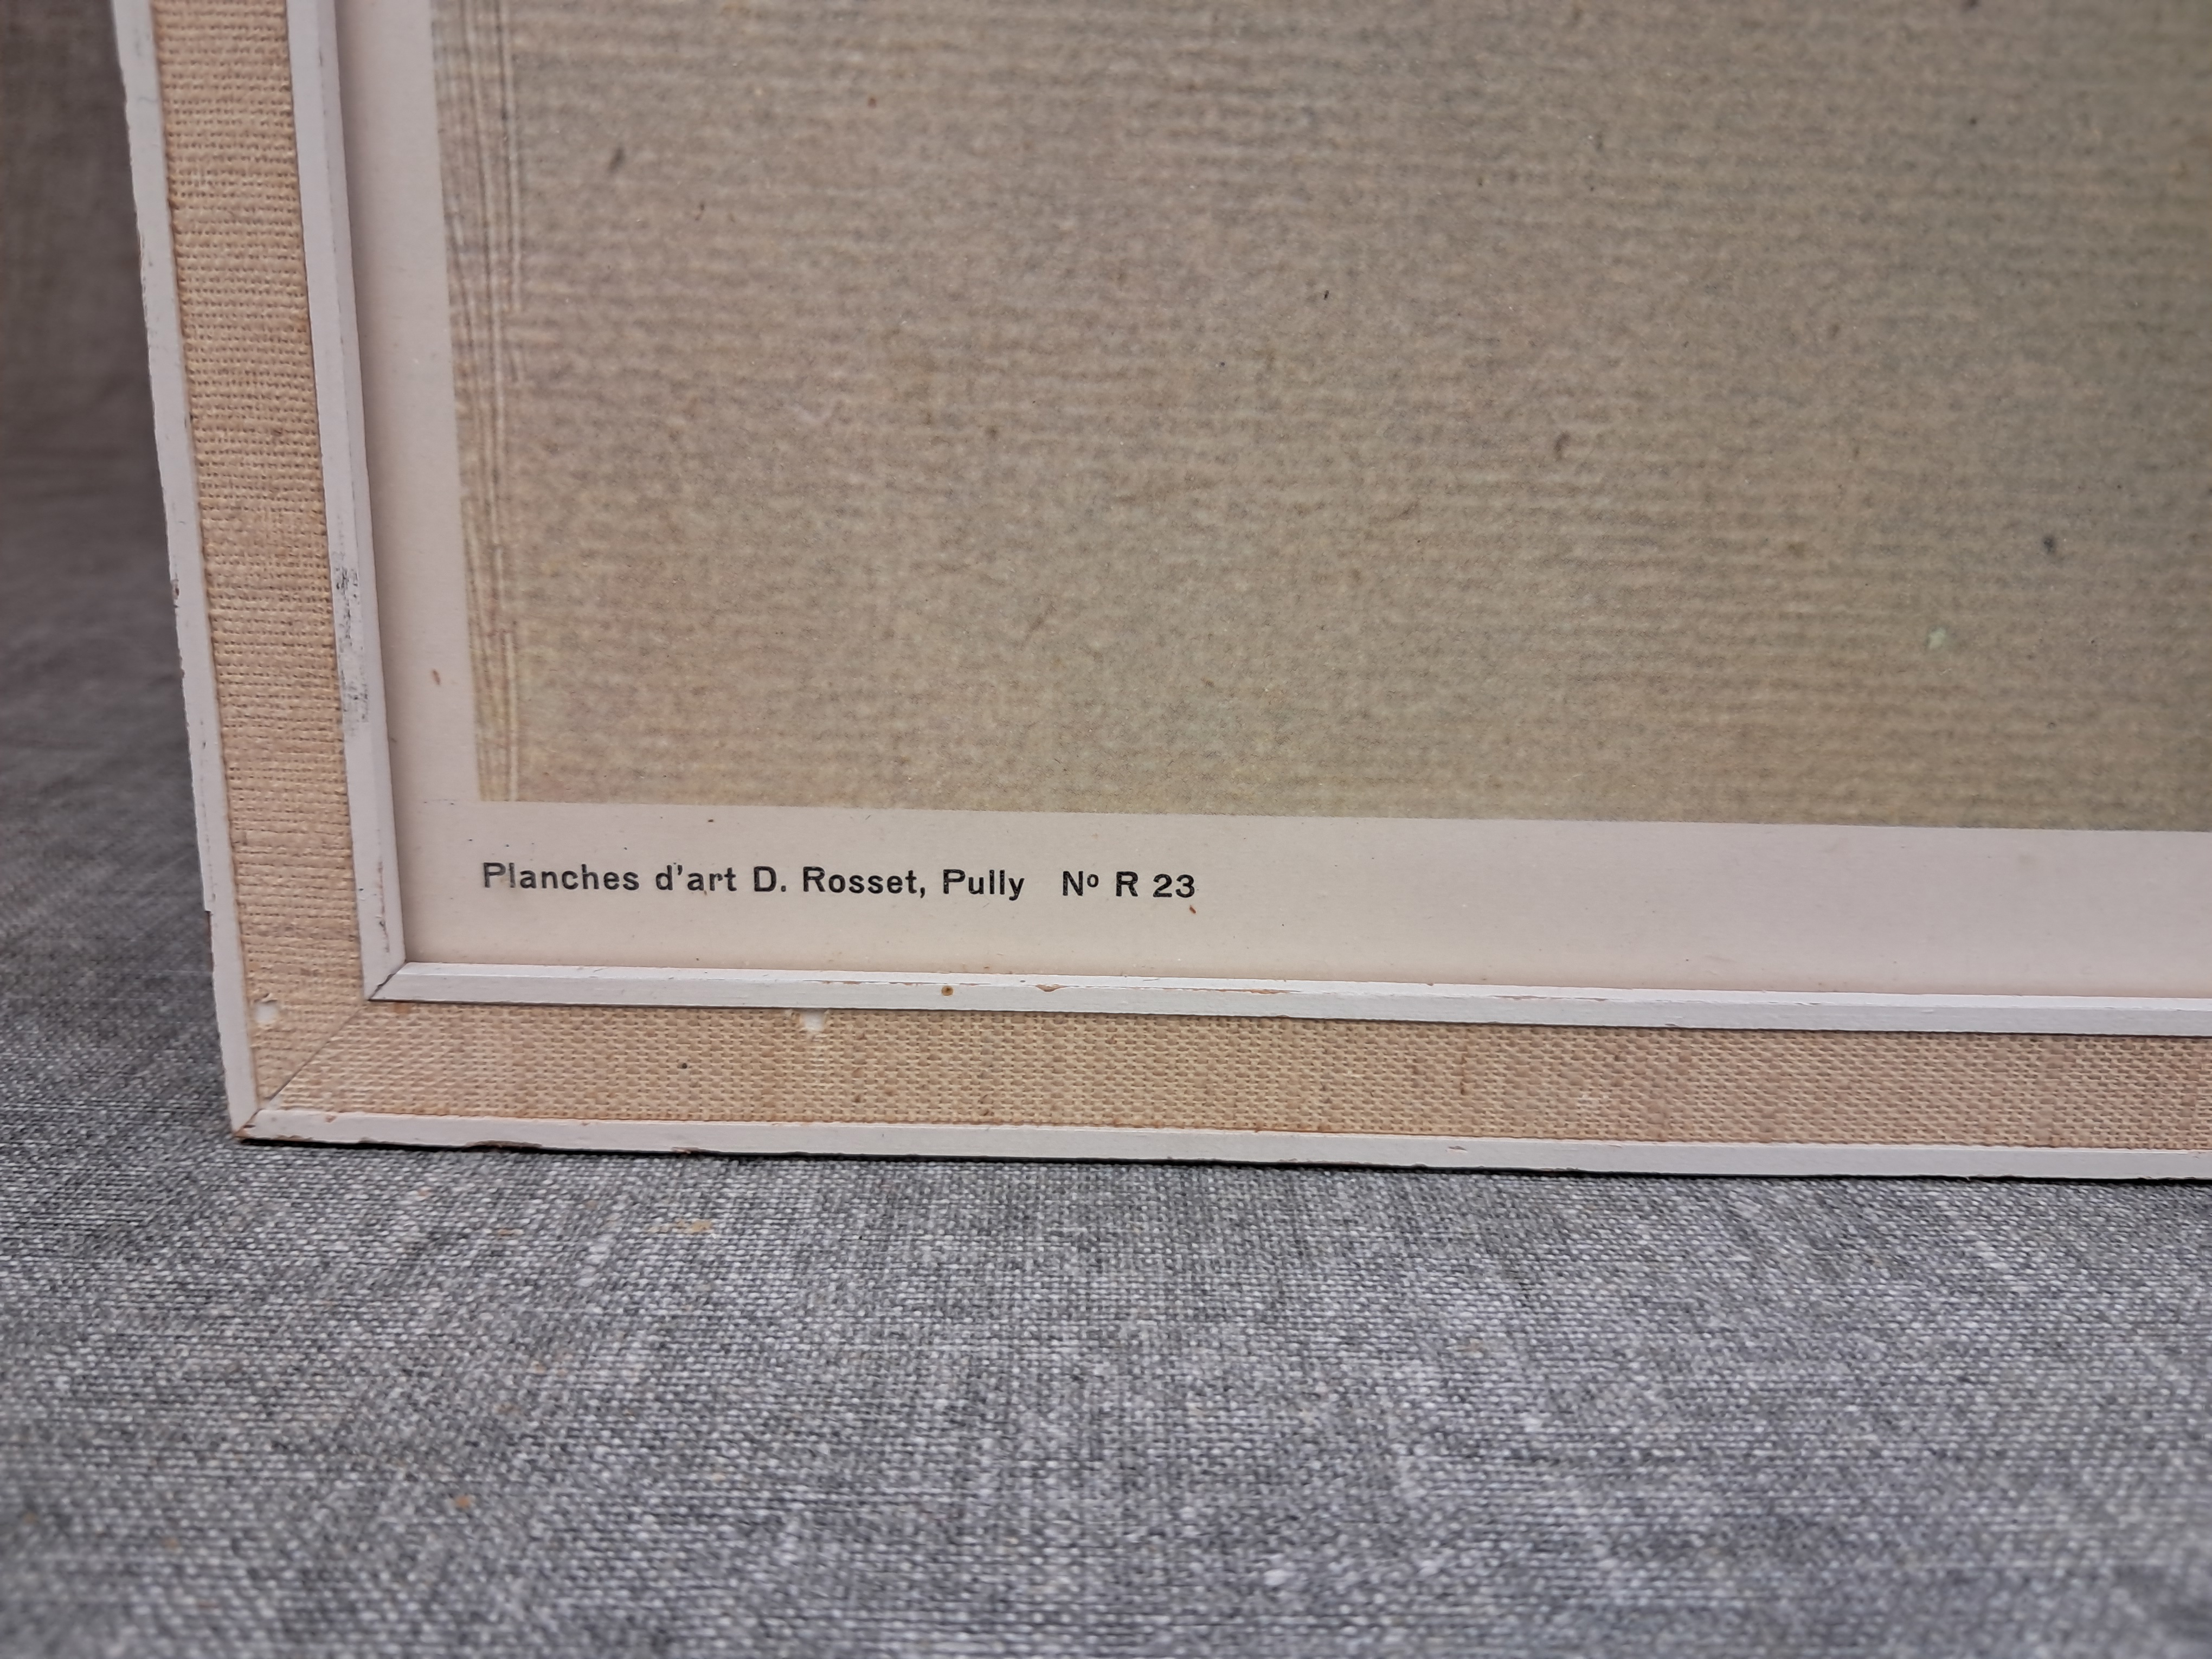 Planches d'art D. Rosset, Pully Nº R 23